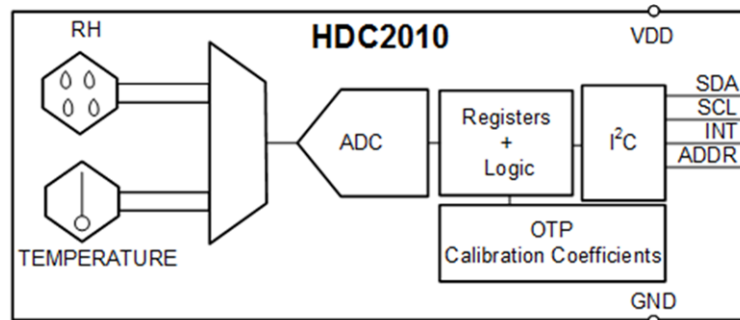 RH
HDC2010
VDD
SDA
SCL
INT
ADDR
ADC
Registers
+
Logic
I²C
TEMPERATURE
OTP
Calibration Coefficients
GND